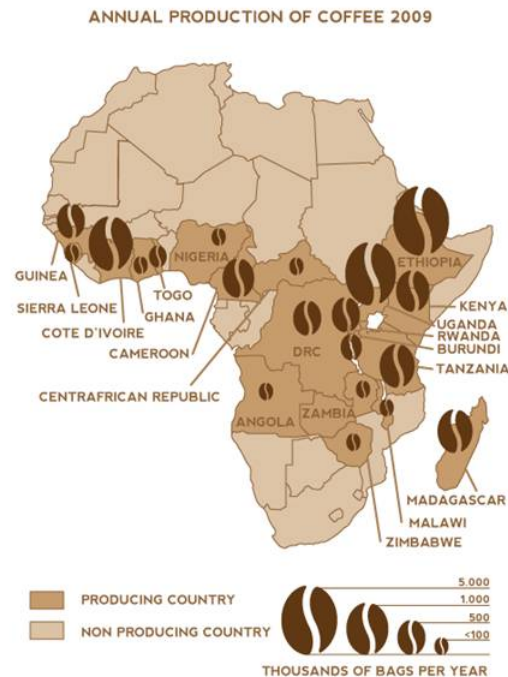 ANNUAL PRODUCTION OF COFFEE 2009
NIGERIA
ETHIOPIA
GUINEA
SIERRA LEONE
TOGO
GHANA
COTE D'IVOIRE
CAMEROON
CENTRAFRICAN REPUBLIC
KENYA
UGANDA
RWANDA
BURUNDI
TANZANIA
DRC
ANGOLA
ZAMBIA
MADAGASCAR
MALAWI
ZIMBABWE
PRODUCING COUNTRY
NON PRODUCING COUNTRY
5.000
1.000
500
<100
THOUSANDS OF BAGS PER YEAR